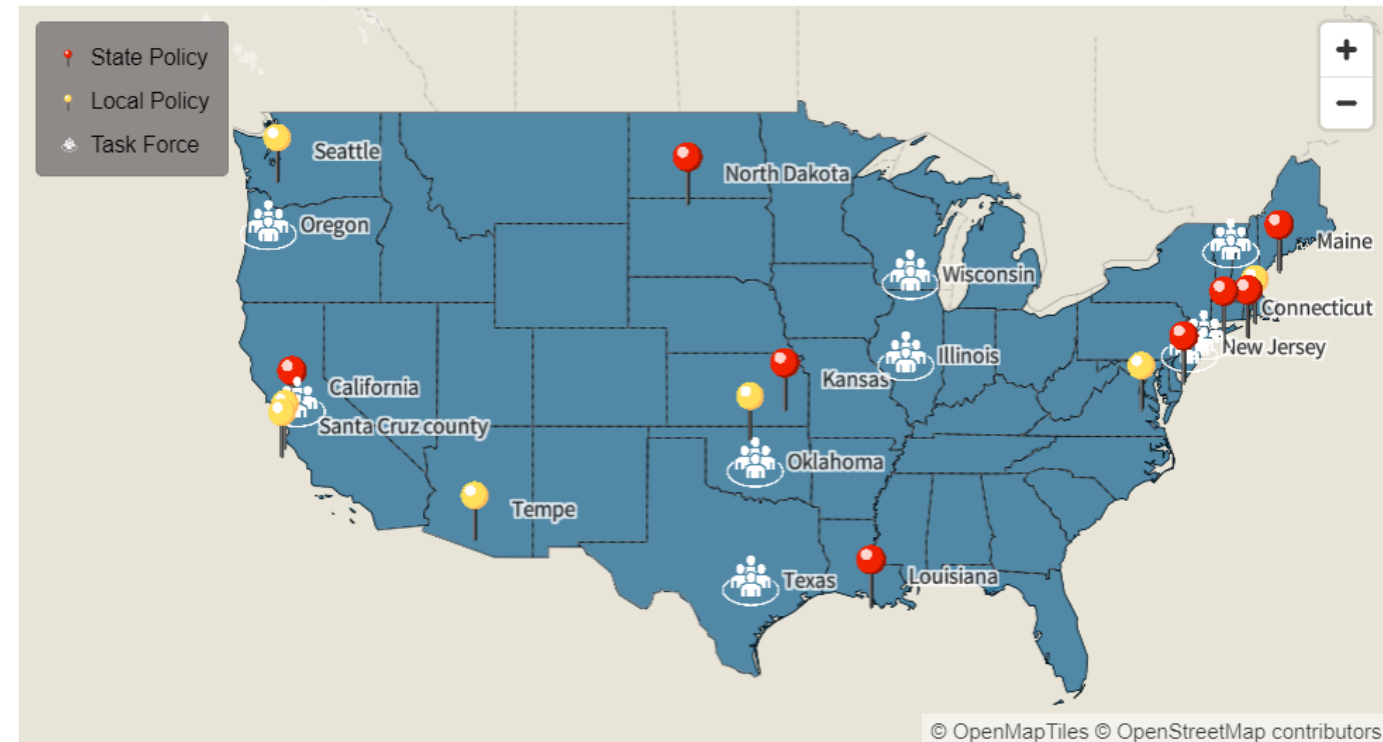 State Policy
Local Policy
Task Force
+
−
Seattle
North Dakota
Oregon
Maine
Wisconsin
Connecticut
New Jersey
Illinois
Kansas
California
Santa Cruz county
Oklahoma
Tempe
Texas
Louisiana
© OpenMapTiles © OpenStreetMap contributors